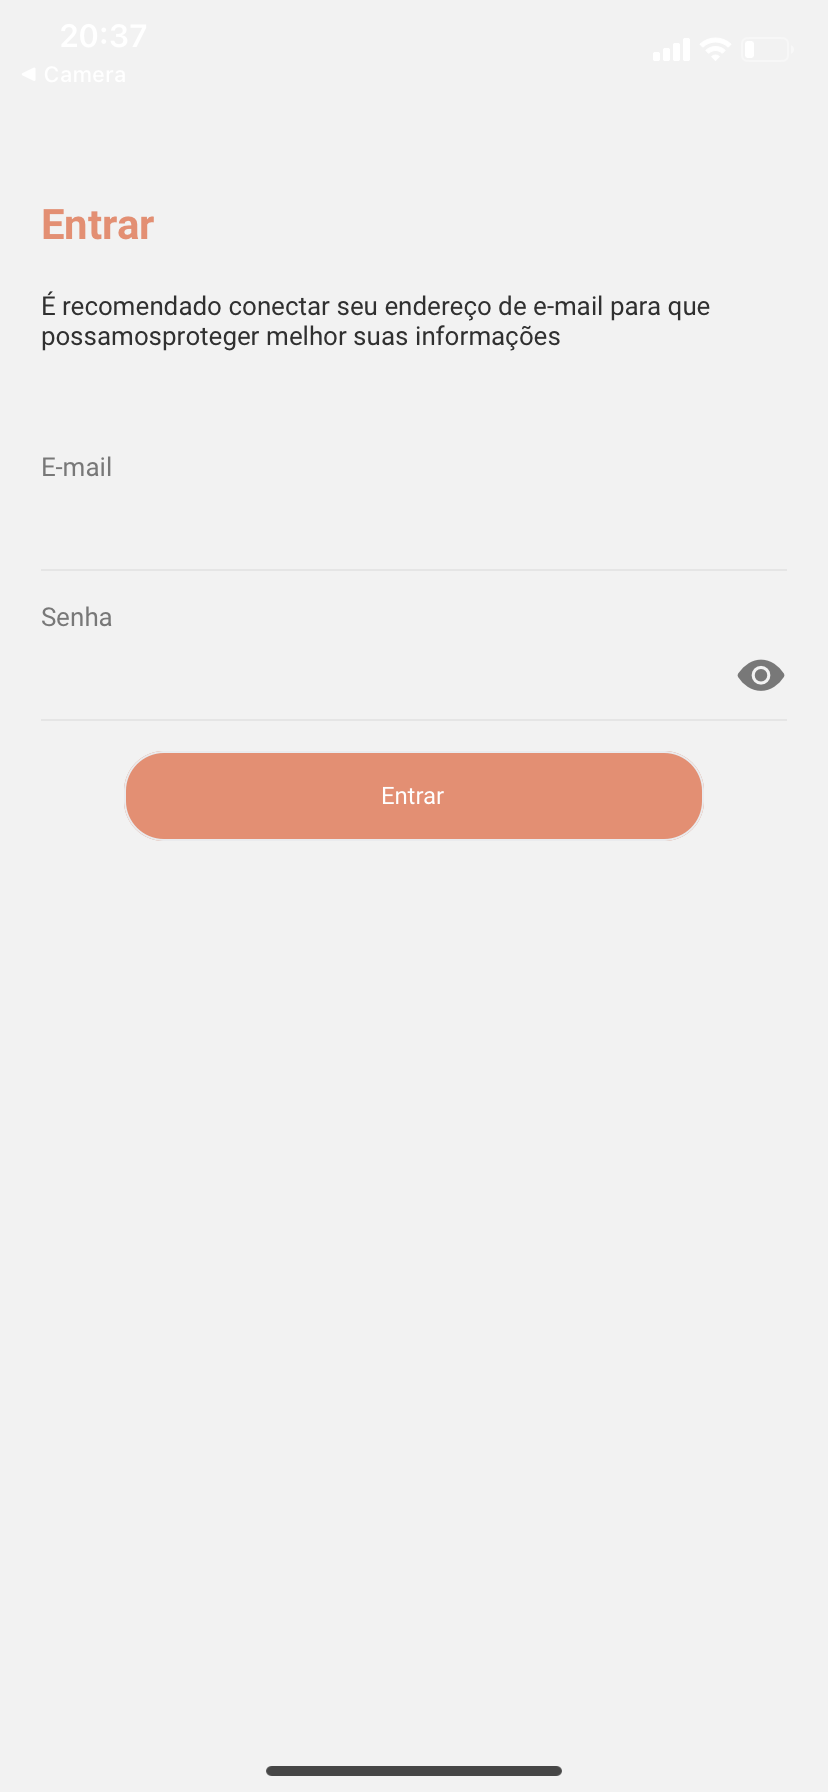 20:37
◀ Camera
Entrar
É recomendado conectar seu endereço de e-mail para que
possamosproteger melhor suas informações
E-mail
Senha
Entrar